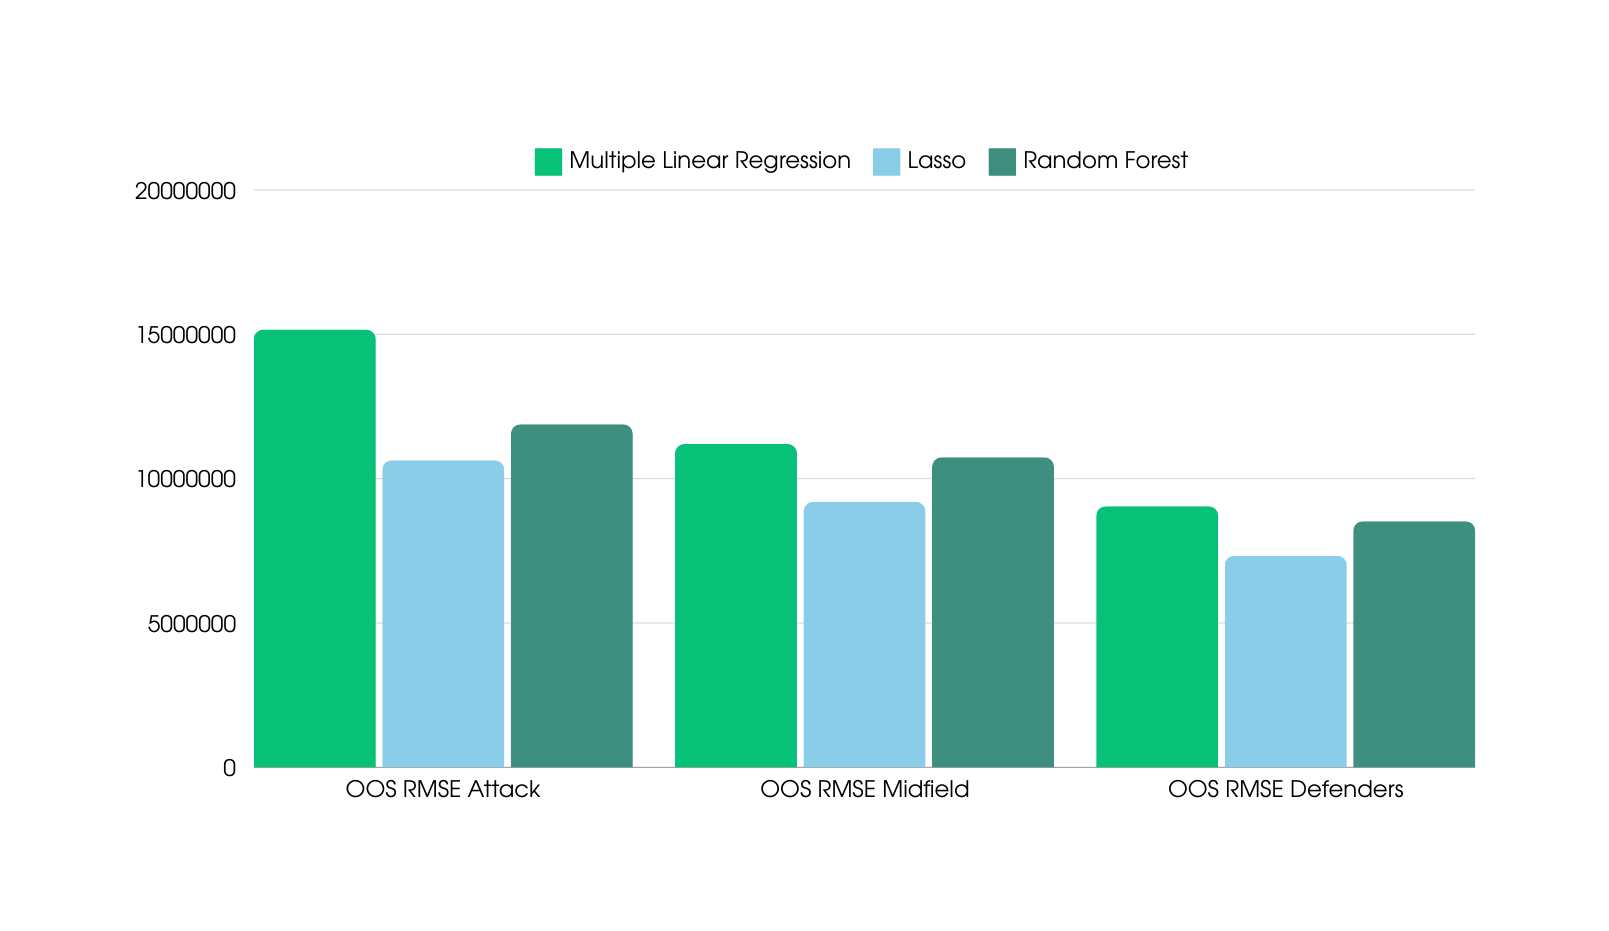 Multiple Linear Regression Lasso Random Forest
20000000
15000000
10000000
5000000
0
OOS RMSE Attack OOS RMSE Midfield OOS RMSE Defenders